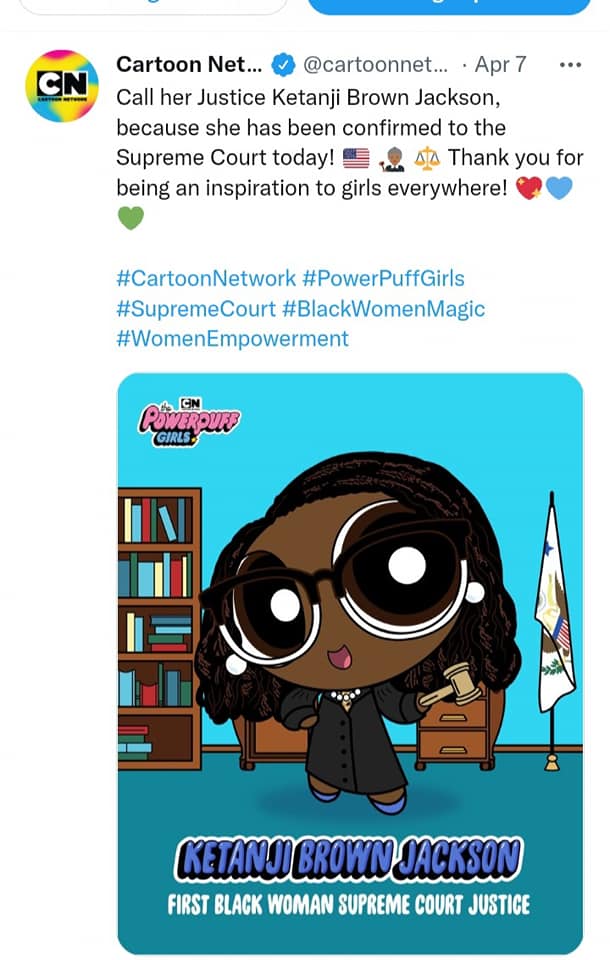 CN
CARTOON NETWORK
Cartoon Net... @cartoonnet... · Apr 7 ...
Call her Justice Ketanji Brown Jackson,
because she has been confirmed to the
Supreme Court today! 🇺🇸 👩🏾‍⚖️ ⚖️ Thank you for
being an inspiration to girls everywhere! 💖💙
💚
#CartoonNetwork #PowerPuffGirls
#SupremeCourt #BlackWomenMagic
#WomenEmpowerment
CN
the
POWERPUFF
GIRLS
KETANJI BROWN JACKSON
FIRST BLACK WOMAN SUPREME COURT JUSTICE